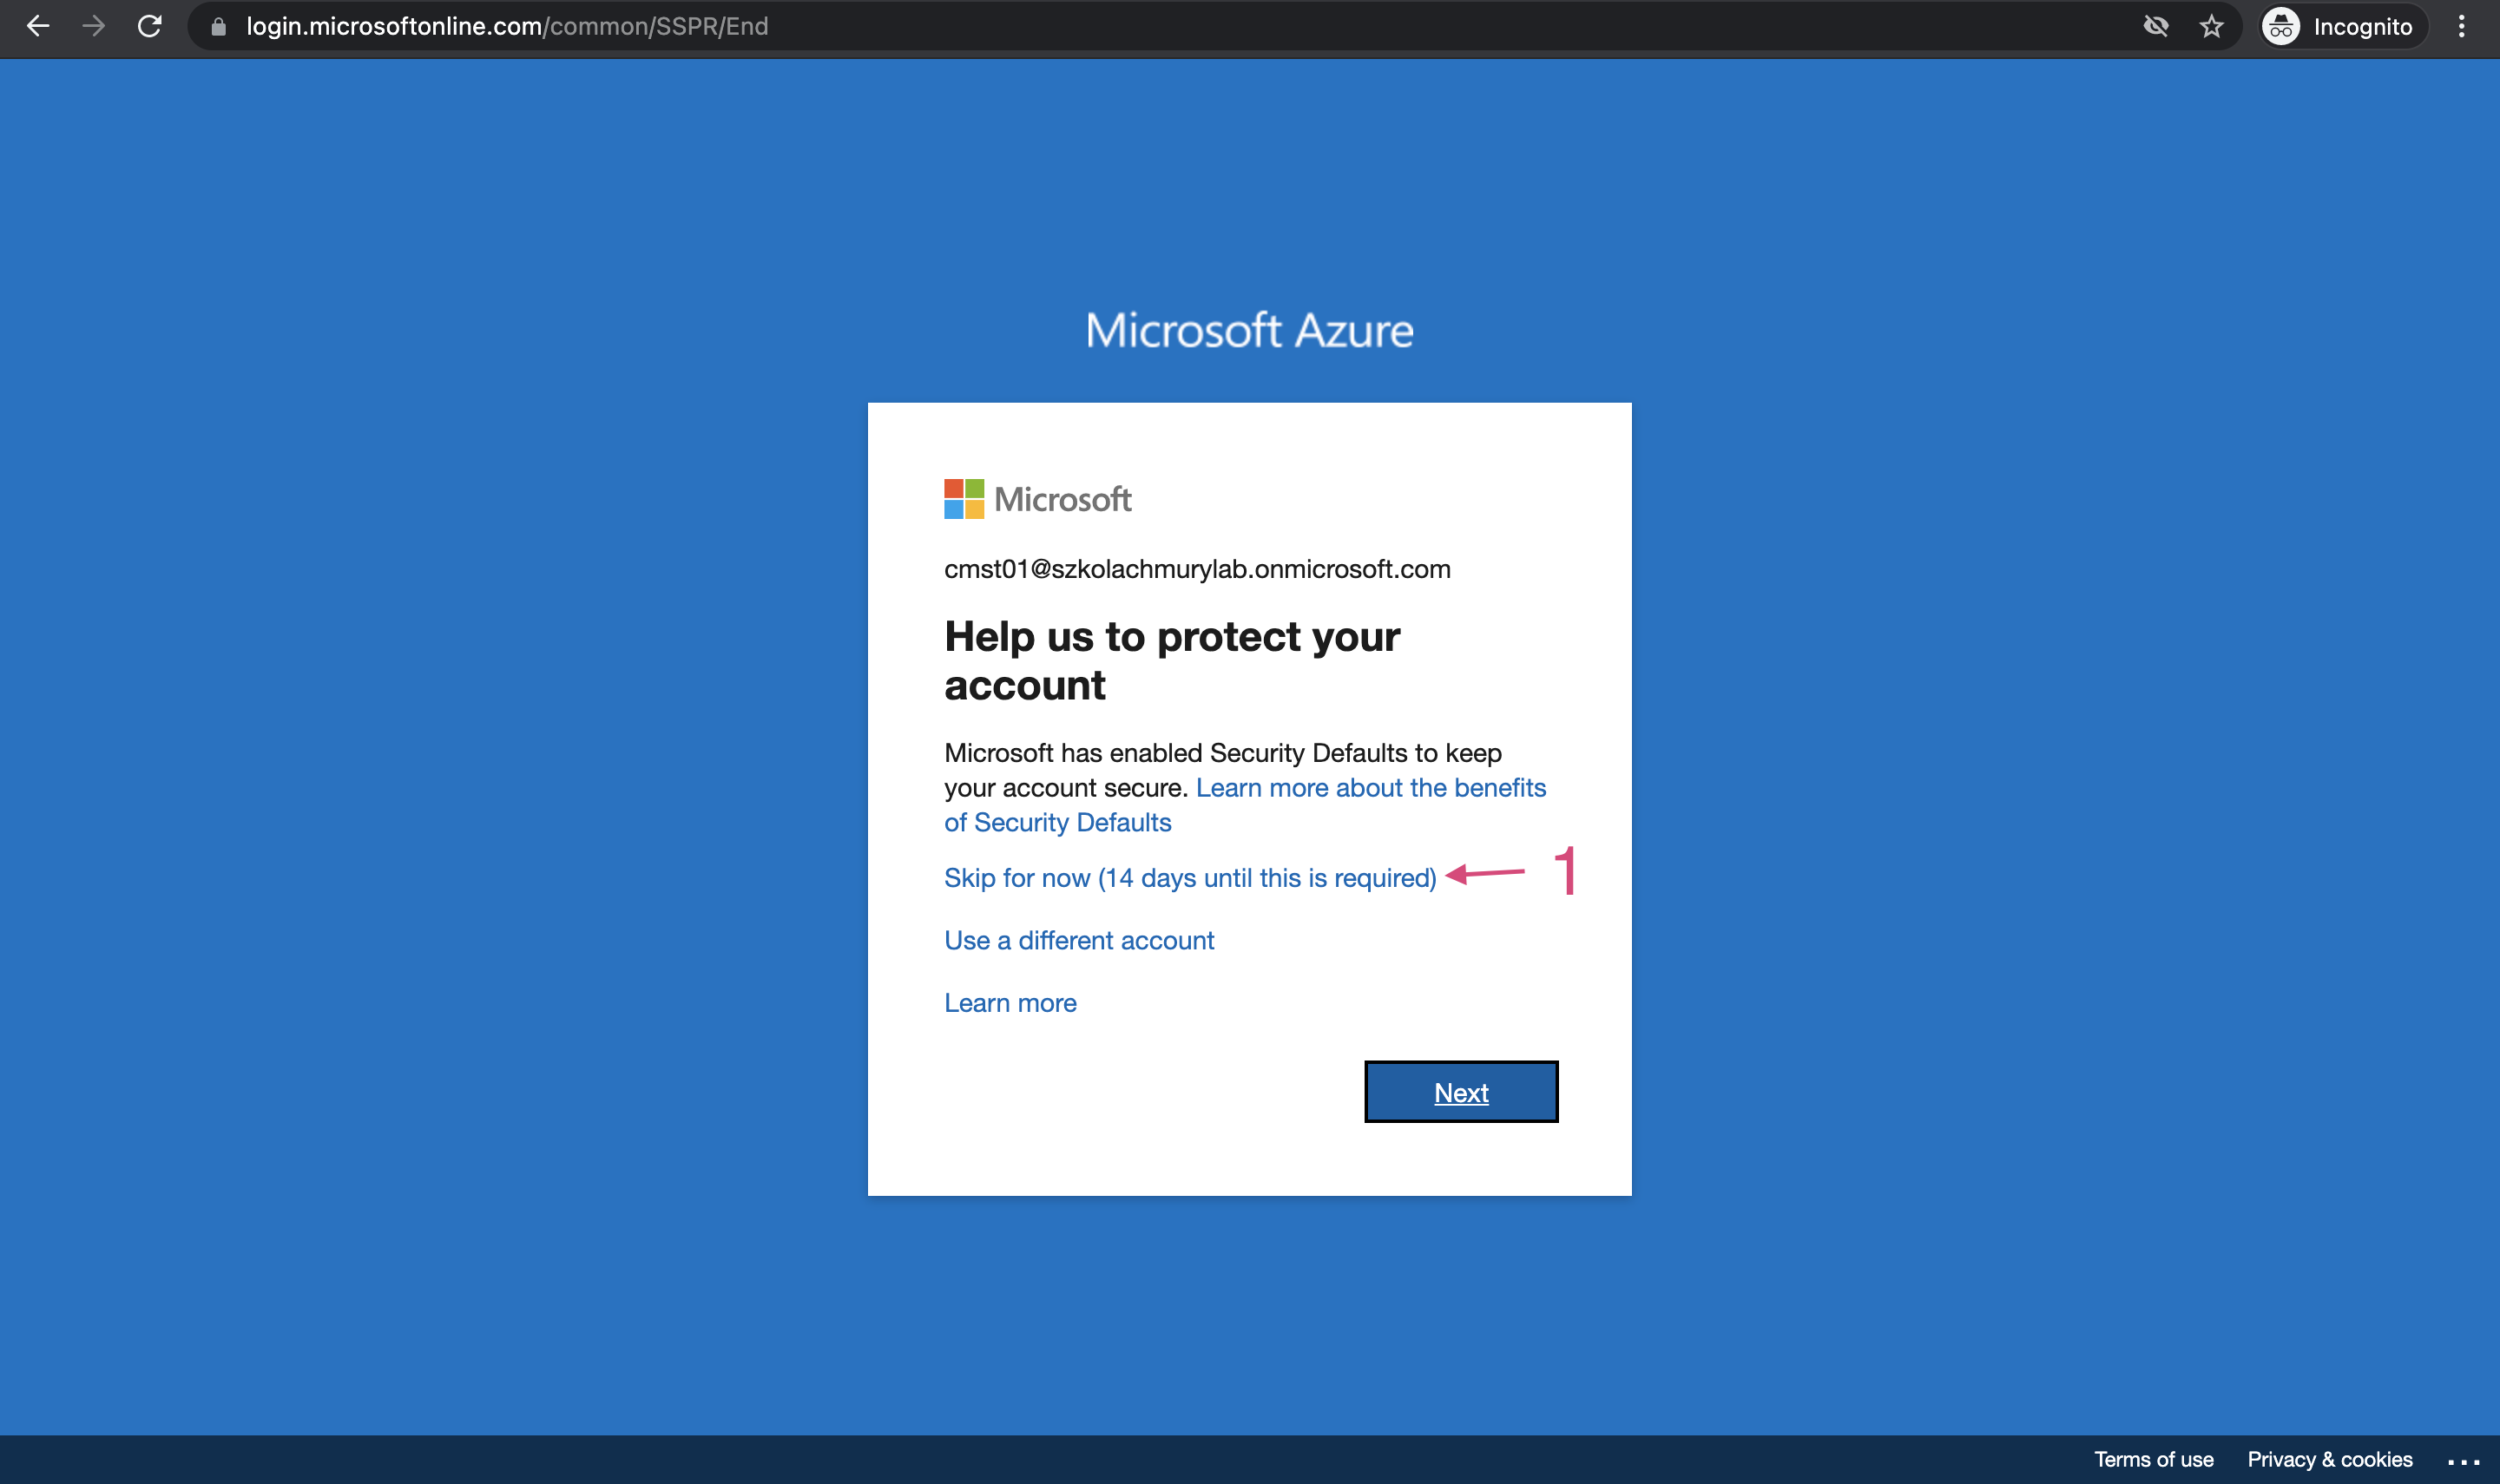 login.microsoftonline.com/common/SSPR/End
Incognito
Microsoft Azure
Microsoft
cmst01@szkolachmurylab.onmicrosoft.com
Help us to protect your
account
Microsoft has enabled Security Defaults to keep
your account secure. Learn more about the benefits
of Security Defaults
Skip for now (14 days until this is required)
1
Use a different account
Learn more
Next
Terms of use
Privacy & cookies
...